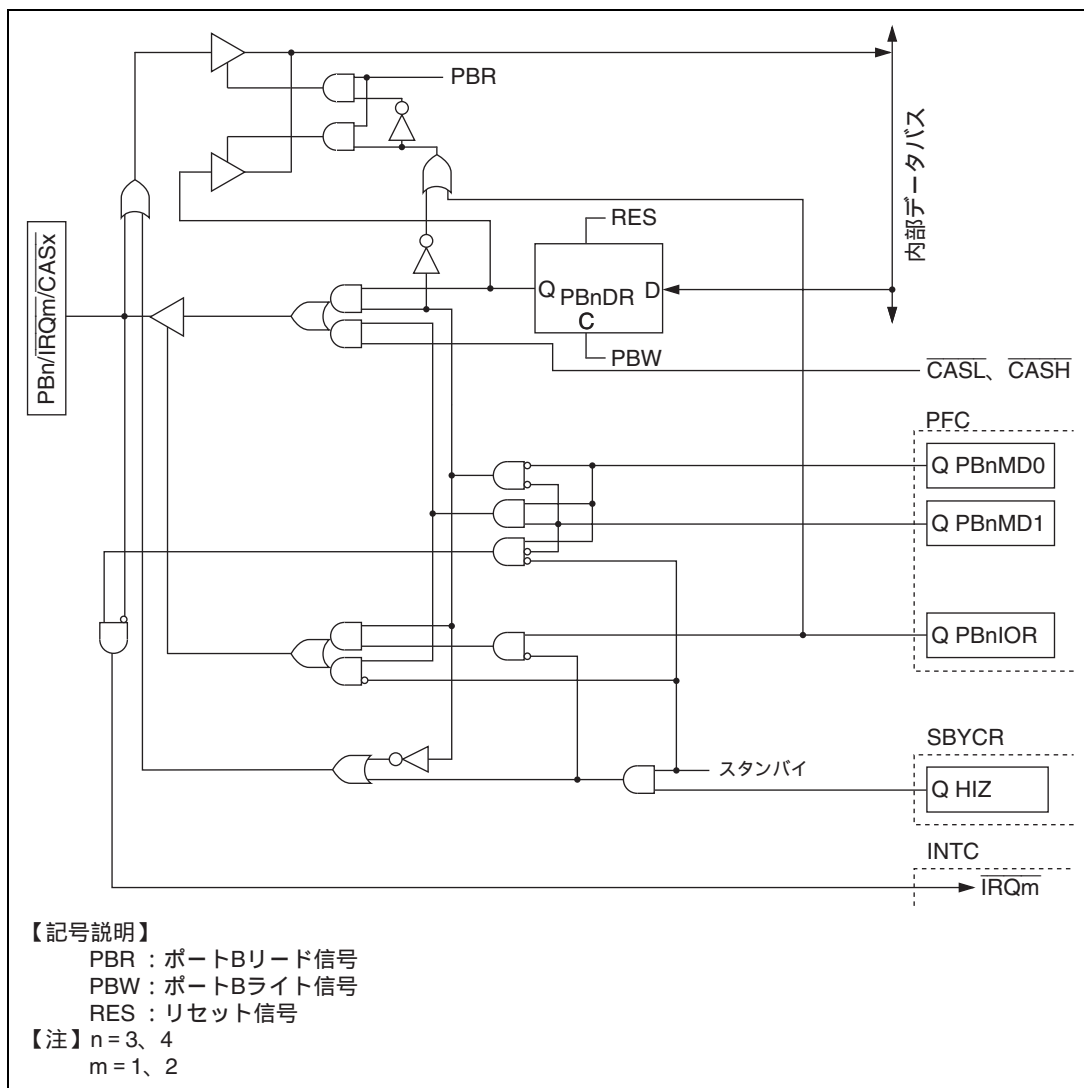 PBR
内部データバス
RES
Q PBnDR D
C
PBW
PBn/IRQm/CASx
CASL、CASH
PFC
Q PBnMD0
Q PBnMD1
Q PBnIOR
SBYCR
スタンバイ
Q HIZ
INTC
IRQm
【記号説明】
PBR : ポートBリード信号
PBW : ポートBライト信号
RES : リセット信号
【注】n = 3、4
m = 1、2